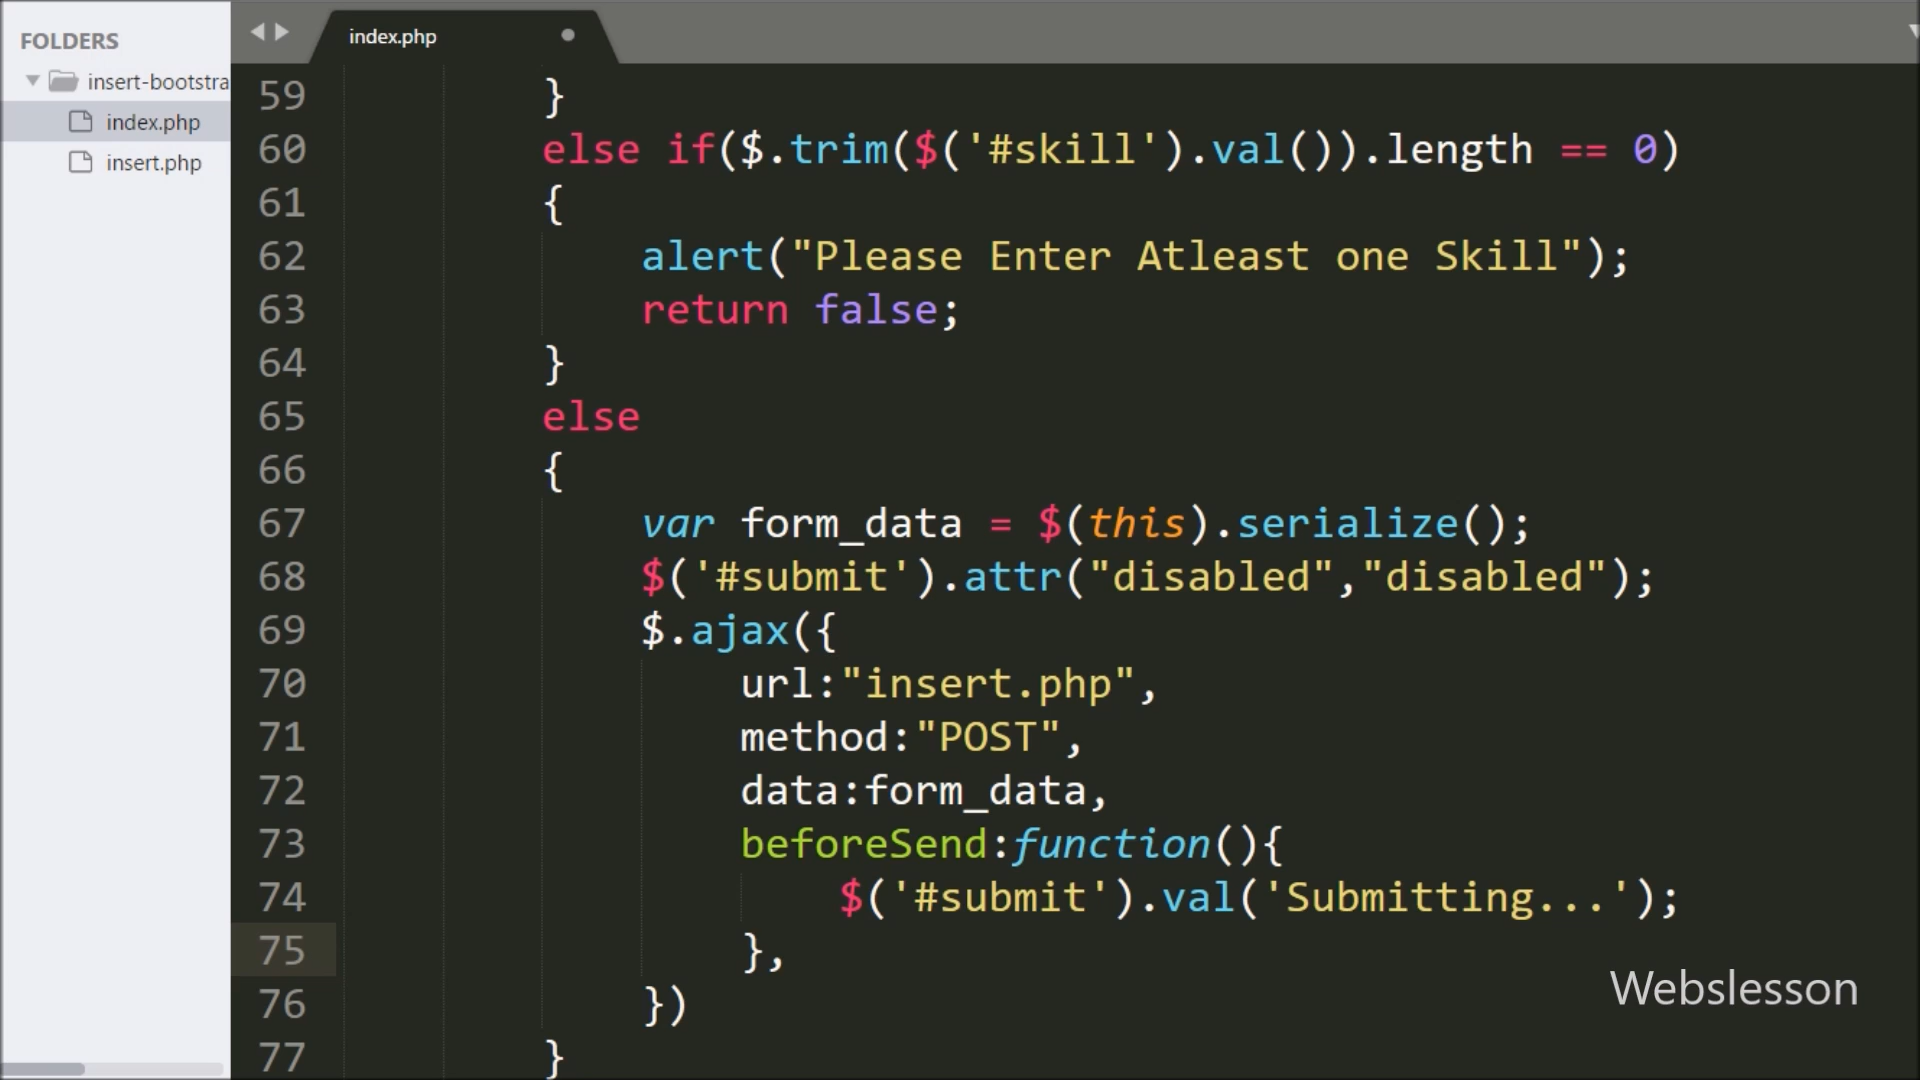 FOLDERS
insert-bootstra
index.php
insert.php
index.php
59 }
60 else if($.trim($('#skill').val()).length == 0)
61 {
62 alert("Please Enter Atleast one Skill");
63 return false;
64 }
65 else
66 {
67 var form_data = $(this).serialize();
68 $('#submit').attr("disabled","disabled");
69 $.ajax({
70 url:"insert.php",
71 method:"POST",
72 data:form_data,
73 beforeSend:function(){
74 $('#submit').val('Submitting...');
75 },
76 })
77 }
Webslesson